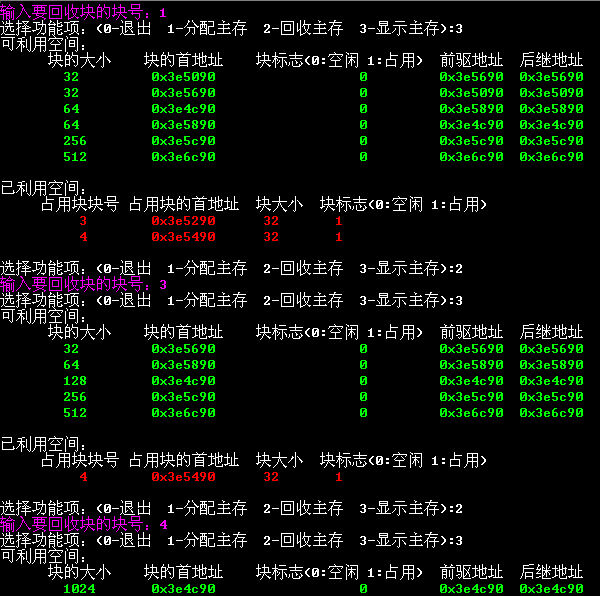 输入要回收块的块号：1
选择功能项：(0-退出  1-分配主存  2-回收主存  3-显示主存):3
可利用空间：
块的大小    块的首地址    块标志(0:空闲 1:占用)  前驱地址  后继地址
32    0x3e5090    0    0x3e5690  0x3e5690
32    0x3e5690    0    0x3e5090  0x3e5090
64    0x3e4c90    0    0x3e5890  0x3e5890
64    0x3e5890    0    0x3e4c90  0x3e4c90
256    0x3e5c90    0    0x3e5c90  0x3e5c90
512    0x3e6c90    0    0x3e6c90  0x3e6c90
已利用空间：
占用块块号 占用块的首地址  块大小  块标志(0:空闲 1:占用)
3    0x3e5290    32    1
4    0x3e5490    32    1
选择功能项：(0-退出  1-分配主存  2-回收主存  3-显示主存):2
输入要回收块的块号：3
选择功能项：(0-退出  1-分配主存  2-回收主存  3-显示主存):3
可利用空间：
块的大小    块的首地址    块标志(0:空闲 1:占用)  前驱地址  后继地址
32    0x3e5690    0    0x3e5690  0x3e5690
64    0x3e5890    0    0x3e5890  0x3e5890
128    0x3e4c90    0    0x3e4c90  0x3e4c90
256    0x3e5c90    0    0x3e5c90  0x3e5c90
512    0x3e6c90    0    0x3e6c90  0x3e6c90
已利用空间：
占用块块号 占用块的首地址  块大小  块标志(0:空闲 1:占用)
4    0x3e5490    32    1
选择功能项：(0-退出  1-分配主存  2-回收主存  3-显示主存):2
输入要回收块的块号：4
选择功能项：(0-退出  1-分配主存  2-回收主存  3-显示主存):3
可利用空间：
块的大小    块的首地址    块标志(0:空闲 1:占用)  前驱地址  后继地址
1024    0x3e4c90    0    0x3e4c90  0x3e4c90